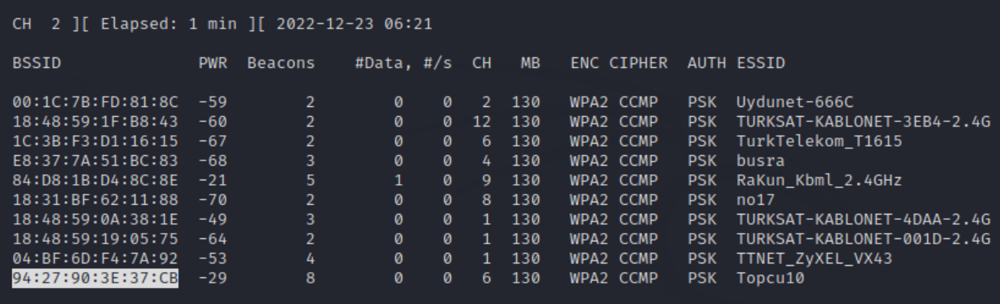 CH  2 ][ Elapsed: 1 min ][ 2022-12-23 06:21
BSSID              PWR  Beacons    #Data, #/s  CH   MB   ENC CIPHER  AUTH ESSID
00:1C:7B:FD:81:8C  -59        2        0    0   2  130   WPA2 CCMP   PSK  Uydunet-666C
18:48:59:1F:B8:43  -60        2        0    0  12  130   WPA2 CCMP   PSK  TURKSAT-KABLONET-3EB4-2.4G
1C:3B:F3:D1:16:15  -67        2        0    0   6  130   WPA2 CCMP   PSK  TurkTelekom_T1615
E8:37:7A:51:BC:83  -68        3        0    0   4  130   WPA2 CCMP   PSK  busra
84:D8:1B:D4:8C:8E  -21        5        1    0   9  130   WPA2 CCMP   PSK  RaKun_Kbml_2.4GHz
18:31:BF:62:11:88  -70        2        0    0   8  130   WPA2 CCMP   PSK  no17
18:48:59:0A:38:1E  -49        3        0    0   1  130   WPA2 CCMP   PSK  TURKSAT-KABLONET-4DAA-2.4G
18:48:59:19:05:75  -64        2        0    0   1  130   WPA2 CCMP   PSK  TURKSAT-KABLONET-001D-2.4G
04:BF:6D:F4:7A:92  -53        4        0    0   1  130   WPA2 CCMP   PSK  TTNET_ZyXEL_VX43
94:27:90:3E:37:CB  -29        8        0    0   6  130   WPA2 CCMP   PSK  Topcu10